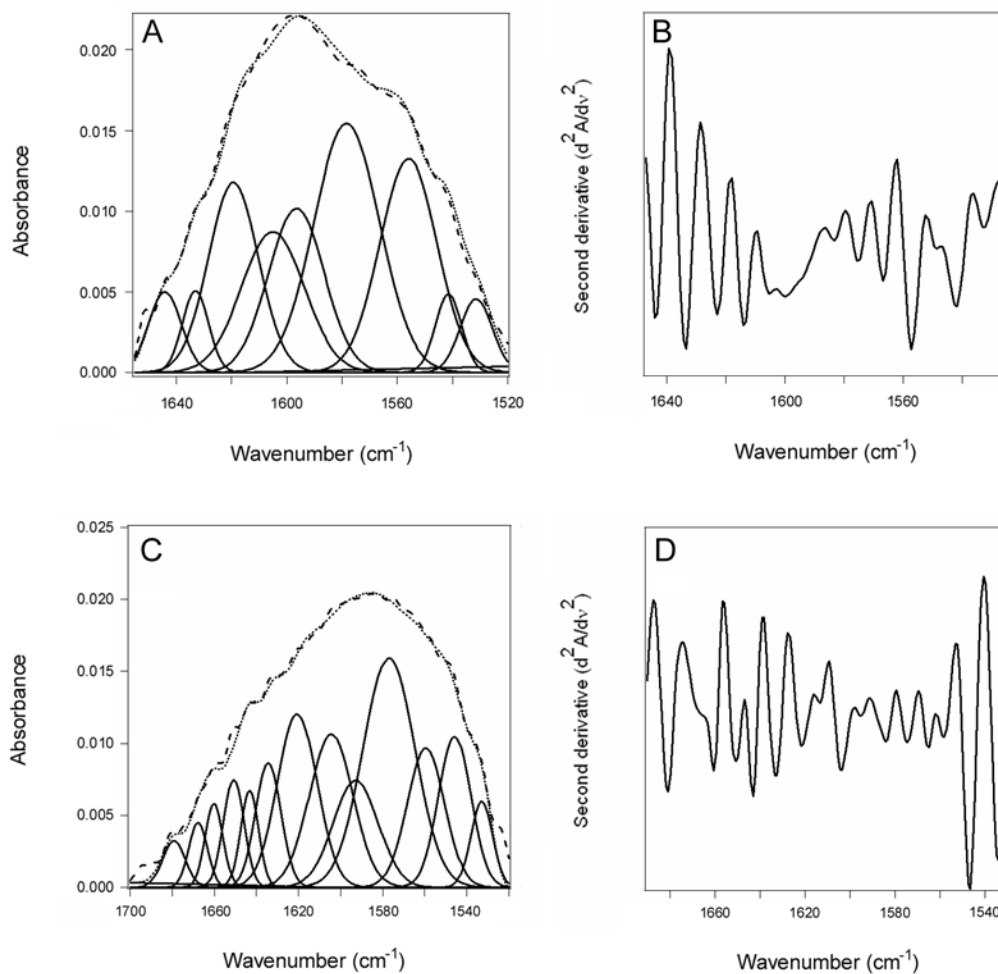 A
Absorbance
0.020
0.015
0.010
0.005
0.000
1640 1600 1560 1520
Wavenumber (cm⁻¹)
B
Second derivative (d²A/dν²)
1640 1600 1560
Wavenumber (cm⁻¹)
C
Absorbance
0.025
0.020
0.015
0.010
0.005
0.000
1700 1660 1620 1580 1540
Wavenumber (cm⁻¹)
D
Second derivative (d²A/dν²)
1660 1620 1580 1540
Wavenumber (cm⁻¹)